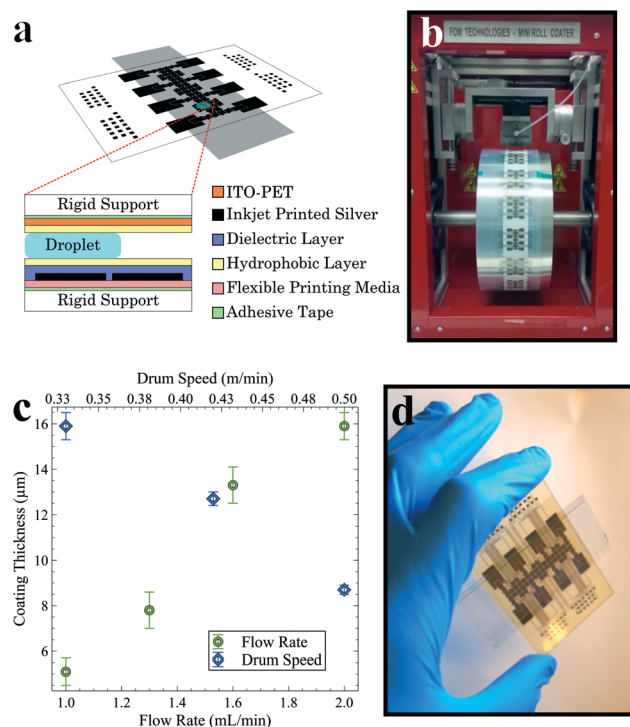 a
Rigid Support
Droplet
Rigid Support
ITO-PET
Inkjet Printed Silver
Dielectric Layer
Hydrophobic Layer
Flexible Printing Media
Adhesive Tape
b
FOM TECHNOLOGIES - MINI ROLL COATER
c
Drum Speed (m/min)
0.33 0.35 0.38 0.40 0.42 0.45 0.47 0.50
Coating Thickness (μm)
16
14
12
10
8
6
Flow Rate
Drum Speed
1.0 1.2 1.4 1.6 1.8 2.0
Flow Rate (mL/min)
d